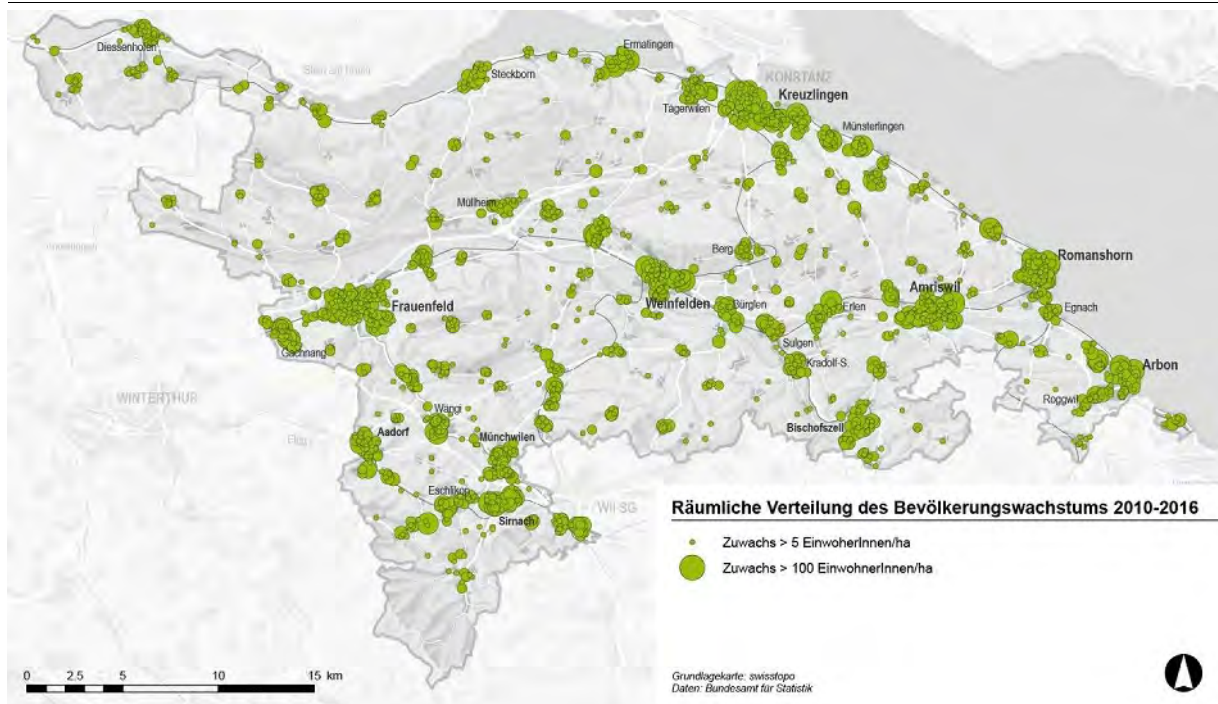 Diessenhofen
Stein am Rhein
Ermatingen
Steckborn
KONSTANZ
Kreuzlingen
Tägerwilen
Münsterlingen
Müllheim
Berg
Romanshorn
Frauenfeld
Weinfelden
Bürglen
Erlen
Amriswil
Egnach
Gachnang
Sulgen
Kradolf-S.
Arbon
Roggwil
WINTERTHUR
Wängi
Aadorf
Münchwilen
Bischofszell
Eschlikon
Sirnach
WIL SG
Räumliche Verteilung des Bevölkerungswachstums 2010-2016
Zuwachs > 5 EinwoherInnen/ha
Zuwachs > 100 EinwohnerInnen/ha
0 2.5 5 10 15 km
Grundlagekarte: swisstopo
Daten: Bundesamt für Statistik